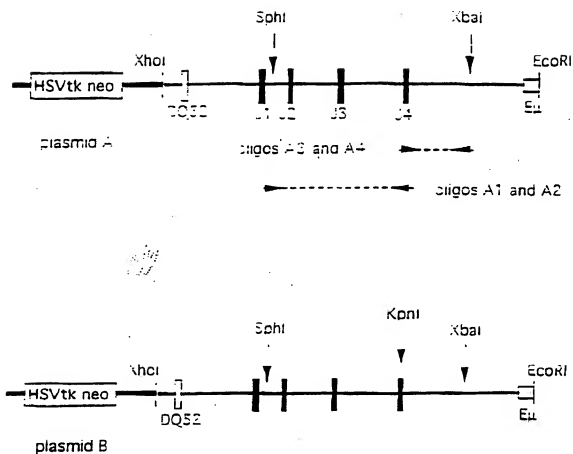 SphI XbaI
XhoI EcoRI
HSVtk neo
DQ52 J1 J2 J3 J4 Eμ
plasmid A
oligos A3 and A4
oligos A1 and A2
KpnI
SphI XbaI
XhoI EcoRI
HSVtk neo
DQ52 Eμ
plasmid B